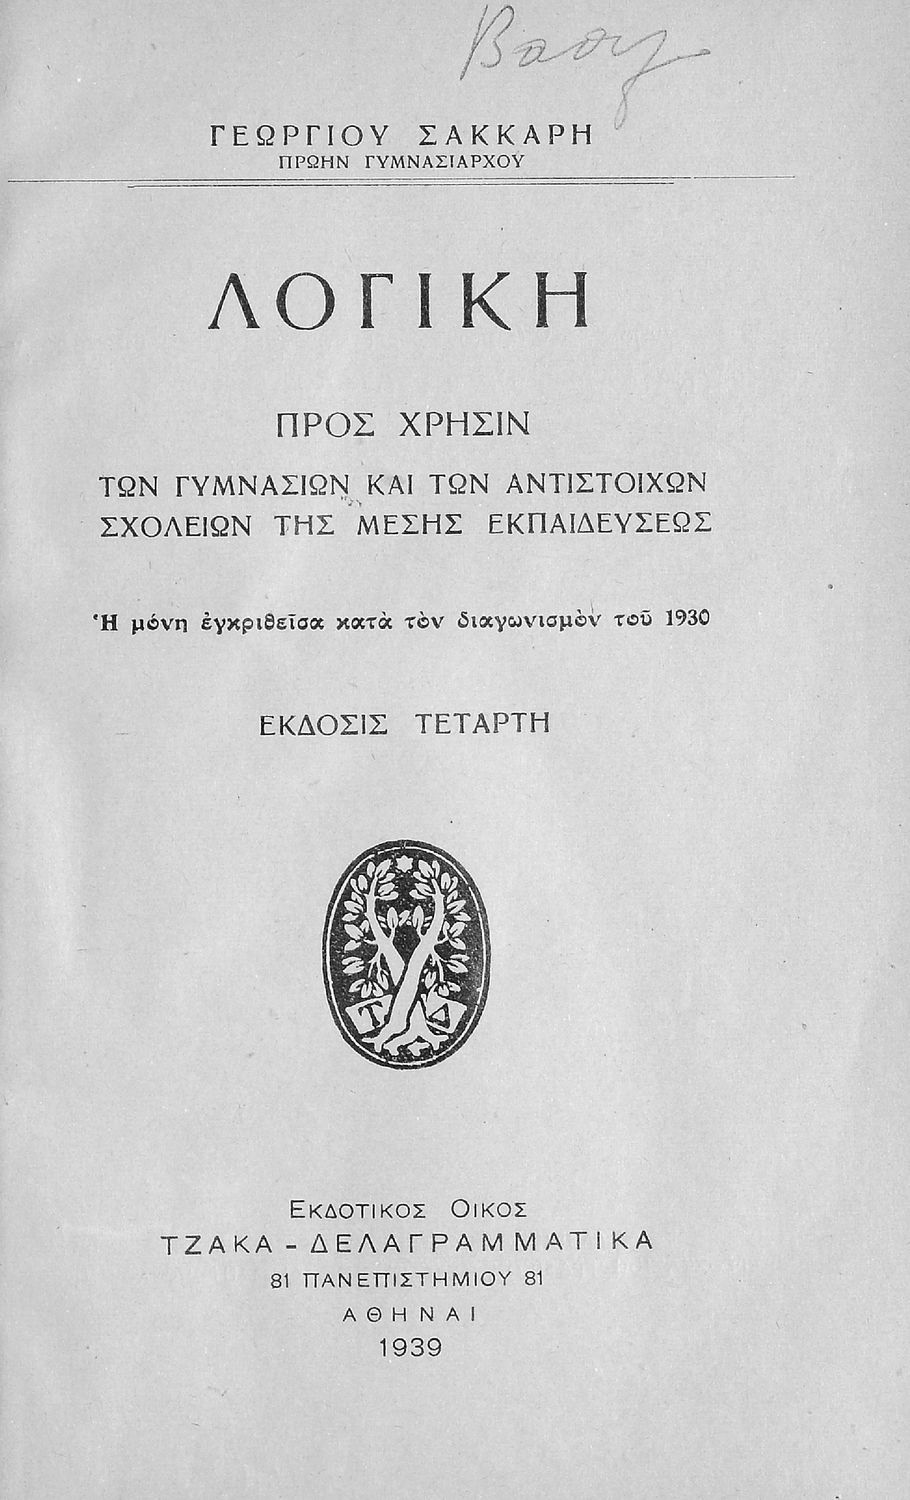 ΓΕΩΡΓΙΟΥ ΣΑΚΚΑΡΗ
ΠΡΩΗΝ ΓΥΜΝΑΣΙΑΡΧΟΥ
ΛΟΓΙΚΗ
ΠΡΟΣ ΧΡΗΣΙΝ
ΤΩΝ ΓΥΜΝΑΣΙΩΝ ΚΑΙ ΤΩΝ ΑΝΤΙΣΤΟΙΧΩΝ
ΣΧΟΛΕΙΩΝ ΤΗΣ ΜΕΣΗΣ ΕΚΠΑΙΔΕΥΣΕΩΣ
Ἡ μόνη ἐγκριθεῖσα κατὰ τὸν διαγωνισμὸν τοῦ 1930
ΕΚΔΟΣΙΣ ΤΕΤΑΡΤΗ
Τ Δ
ΕΚΔΟΤΙΚΟΣ ΟΙΚΟΣ
ΤΖΑΚΑ - ΔΕΛΑΓΡΑΜΜΑΤΙΚΑ
81 ΠΑΝΕΠΙΣΤΗΜΙΟΥ 81
ΑΘΗΝΑΙ
1939